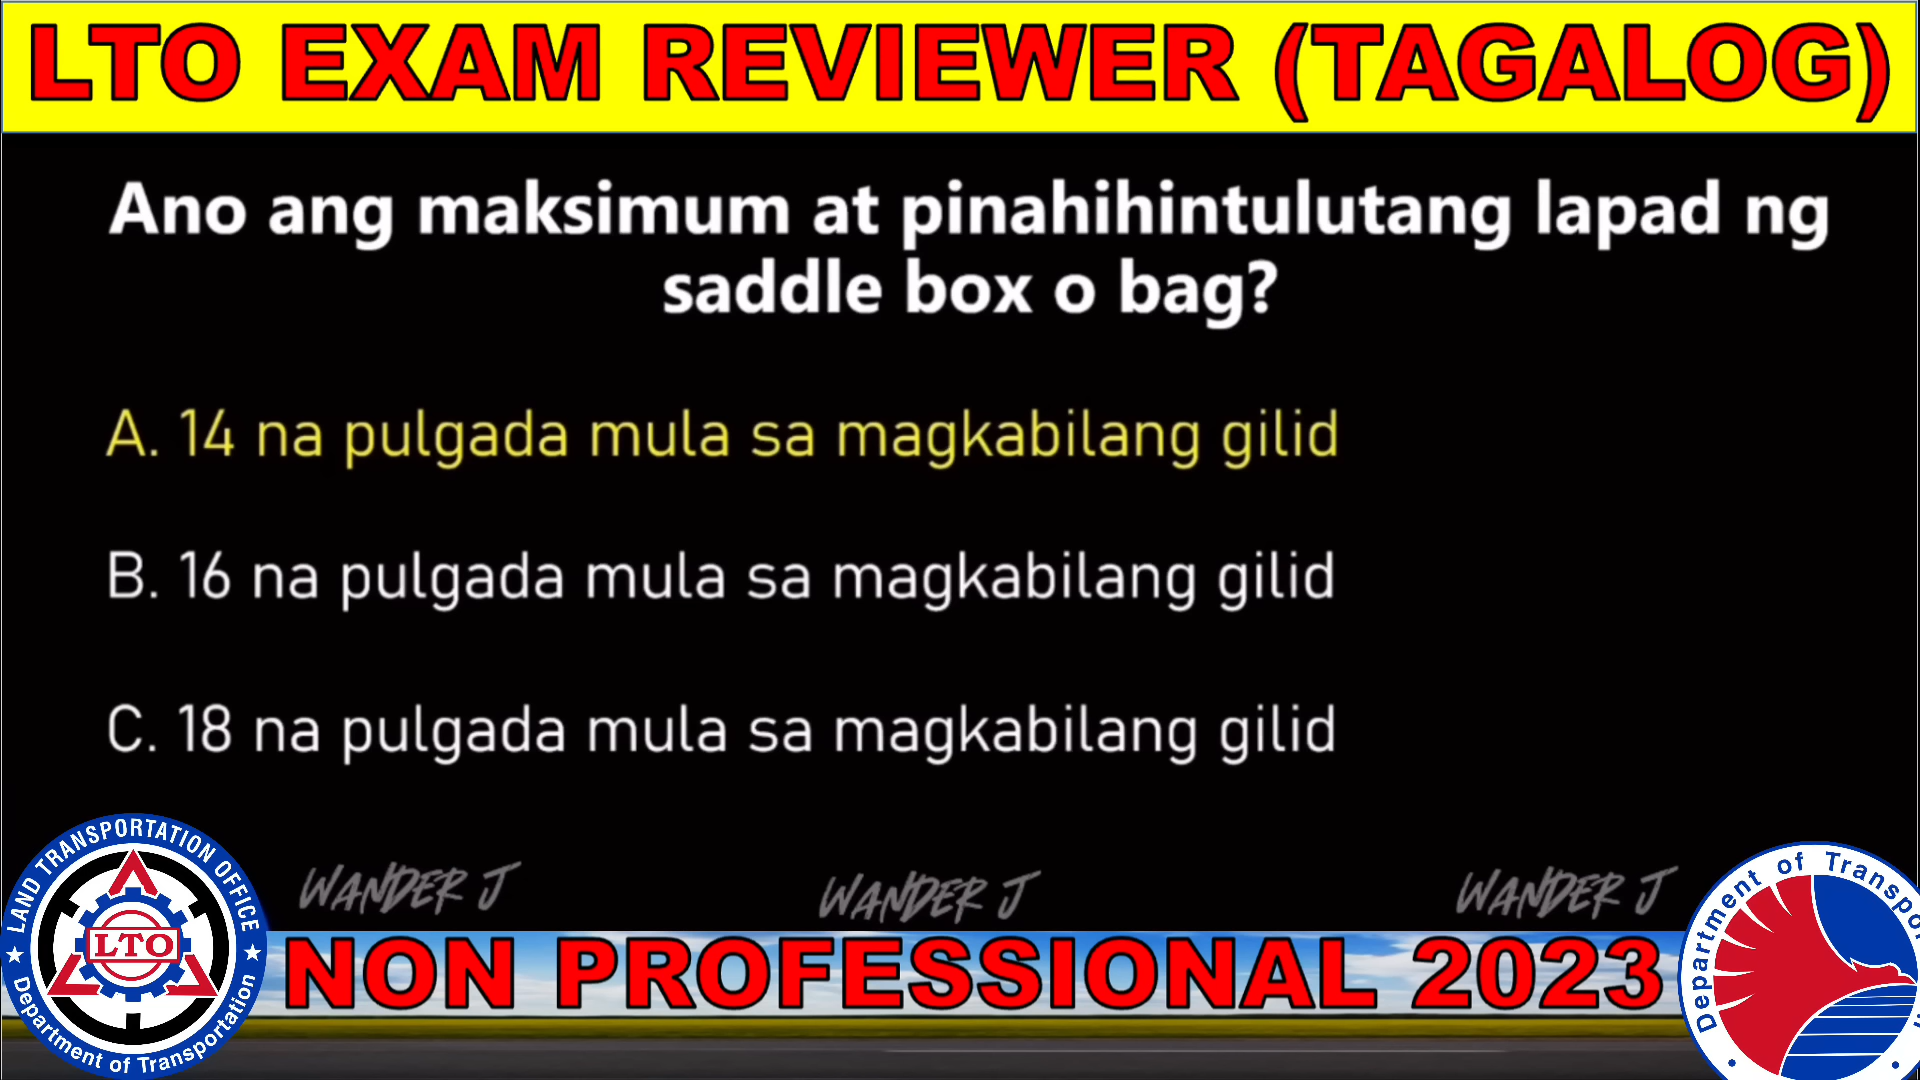 LTO EXAM REVIEWER (TAGALOG)
Ano ang maksimum at pinahihintulutang lapad ng
saddle box o bag?
A. 14 na pulgada mula sa magkabilang gilid
B. 16 na pulgada mula sa magkabilang gilid
C. 18 na pulgada mula sa magkabilang gilid
WANDER J
WANDER J
WANDER J
LAND TRANSPORTATION OFFICE
LTO
Department of Transportation
NON PROFESSIONAL 2023
Department of